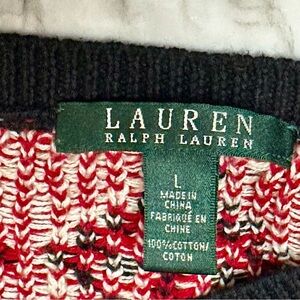 LAUREN
RALPH LAUREN
L
MADE IN
CHINA
FABRIQUÉ EN
CHINE
100%COTTON/
COTON